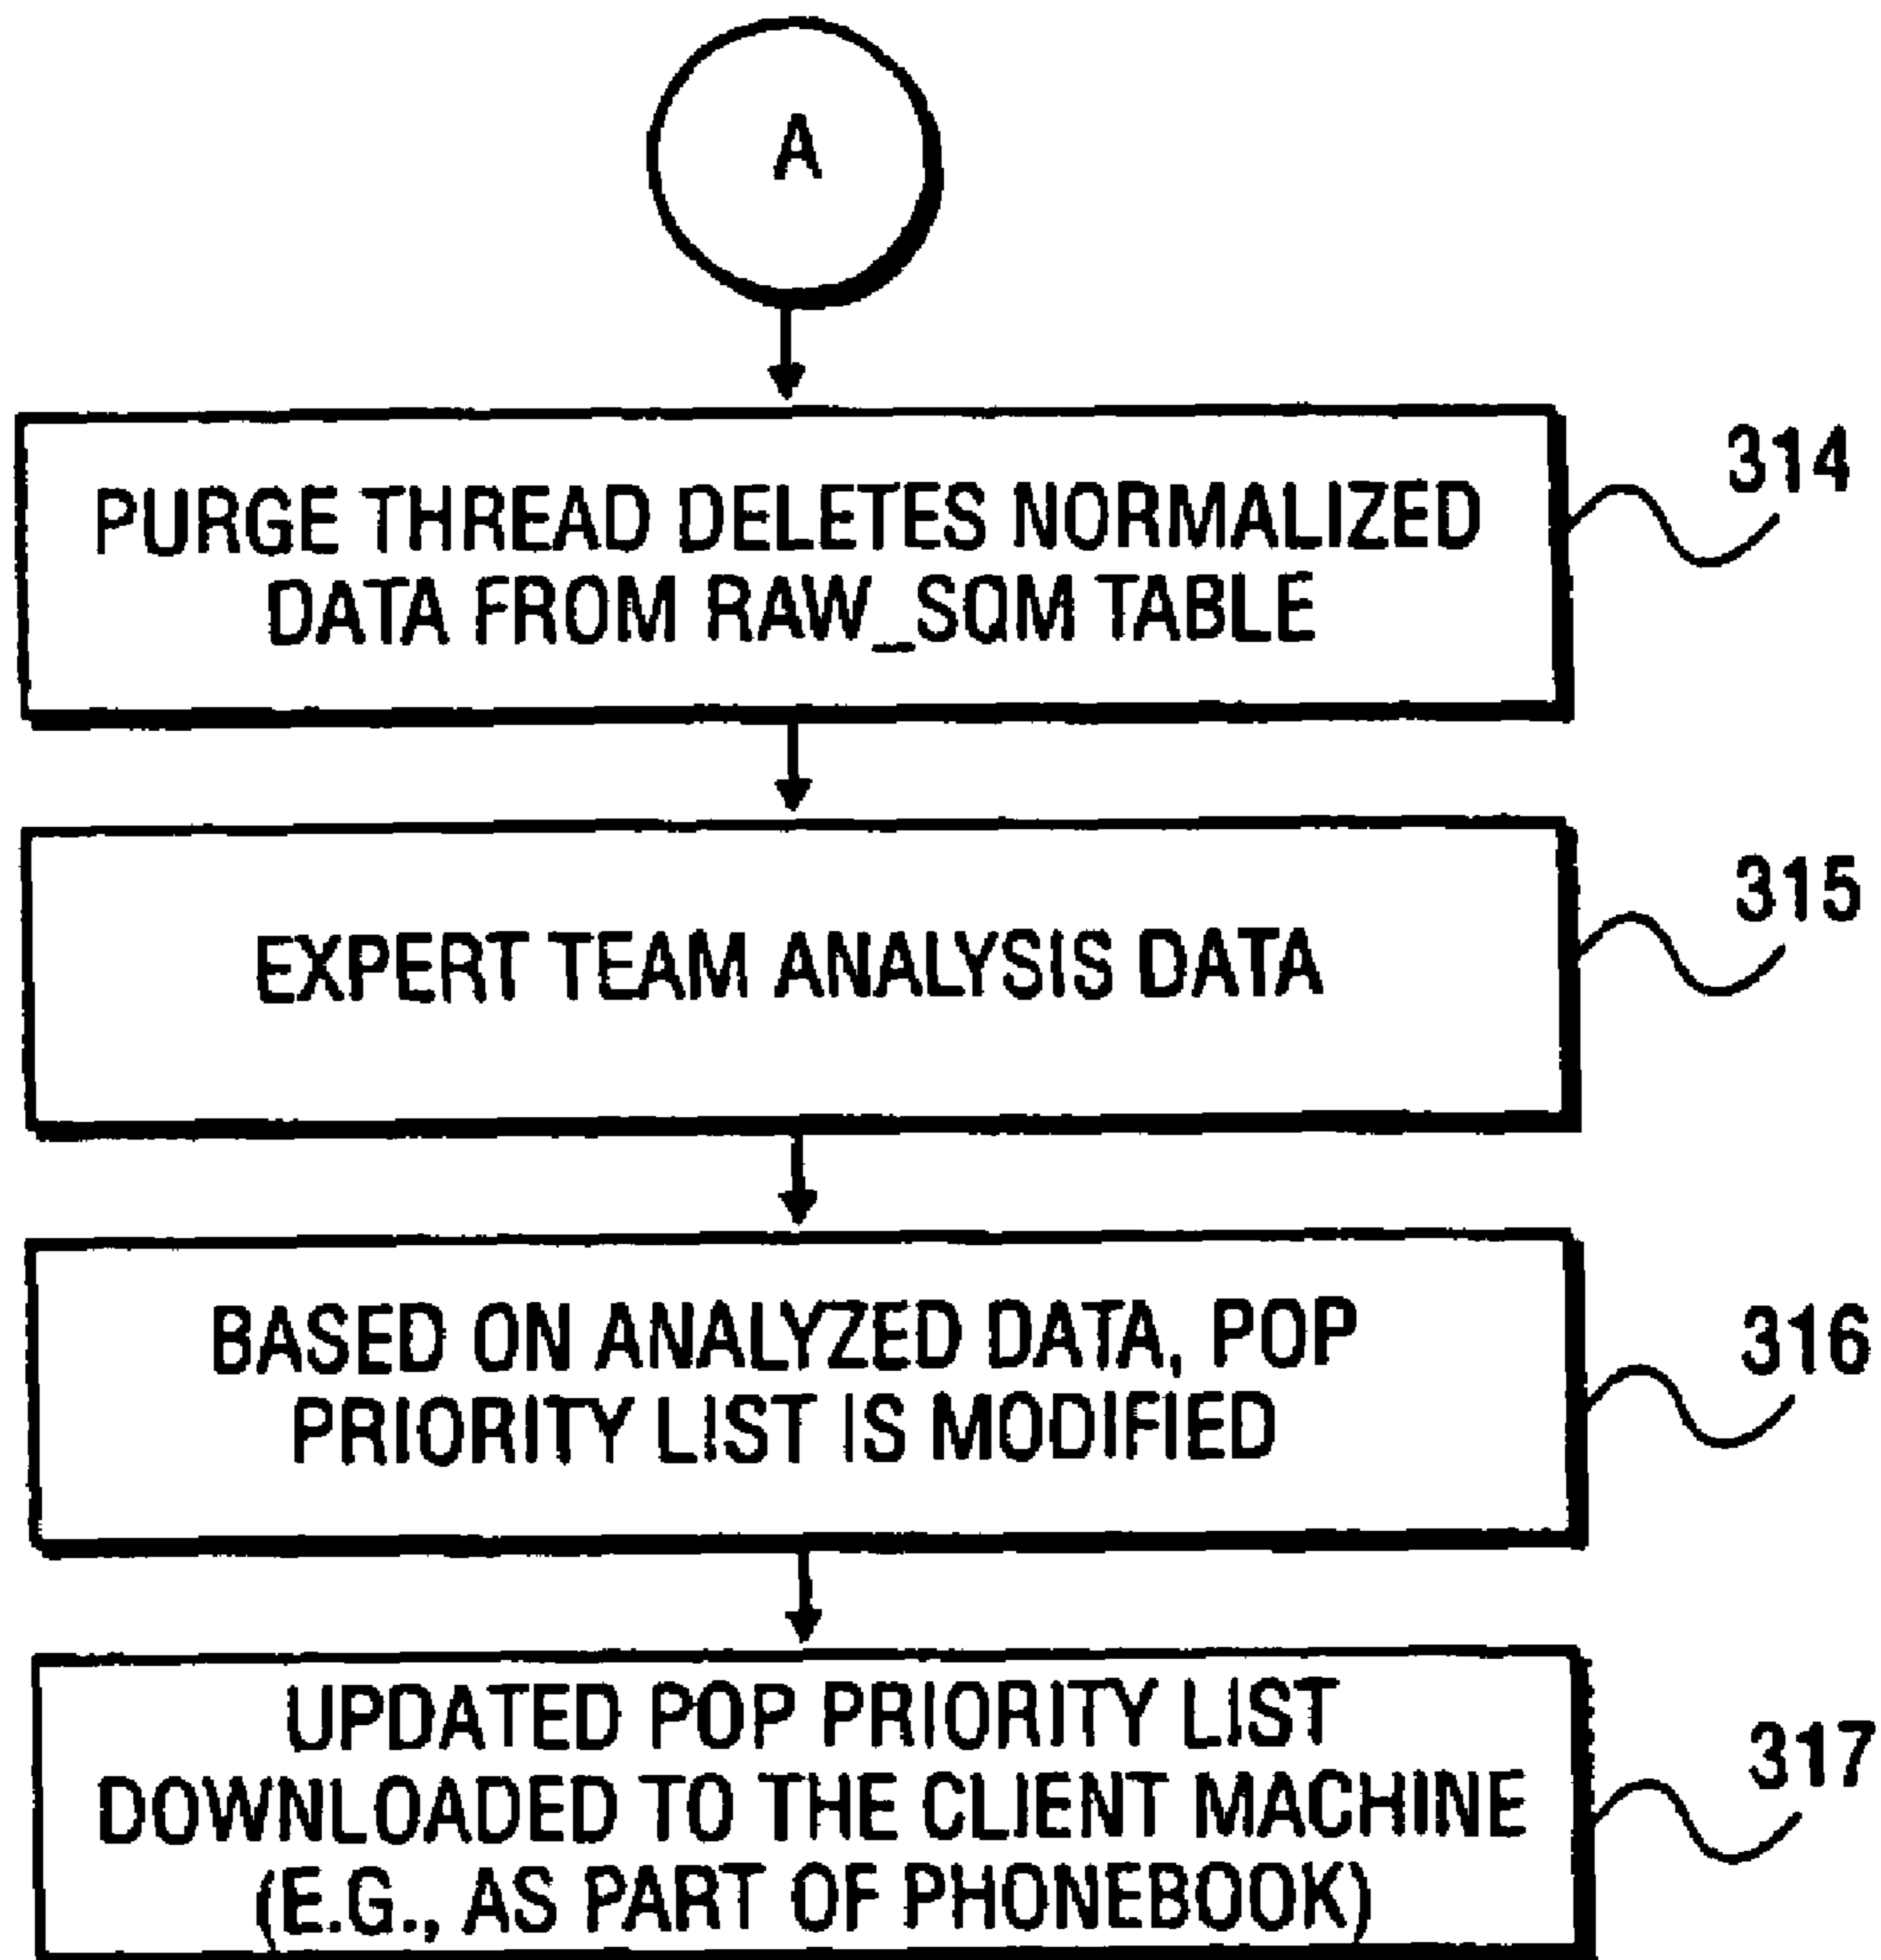 A
PURGE THREAD DELETES NORMALIZED
DATA FROM RAW_SQM TABLE
314
EXPERT TEAM ANALYSIS DATA
315
BASED ON ANALYZED DATA, POP
PRIORITY LIST IS MODIFIED
316
UPDATED POP PRIORITY LIST
DOWNLOADED TO THE CLIENT MACHINE
(E.G., AS PART OF PHONEBOOK)
317